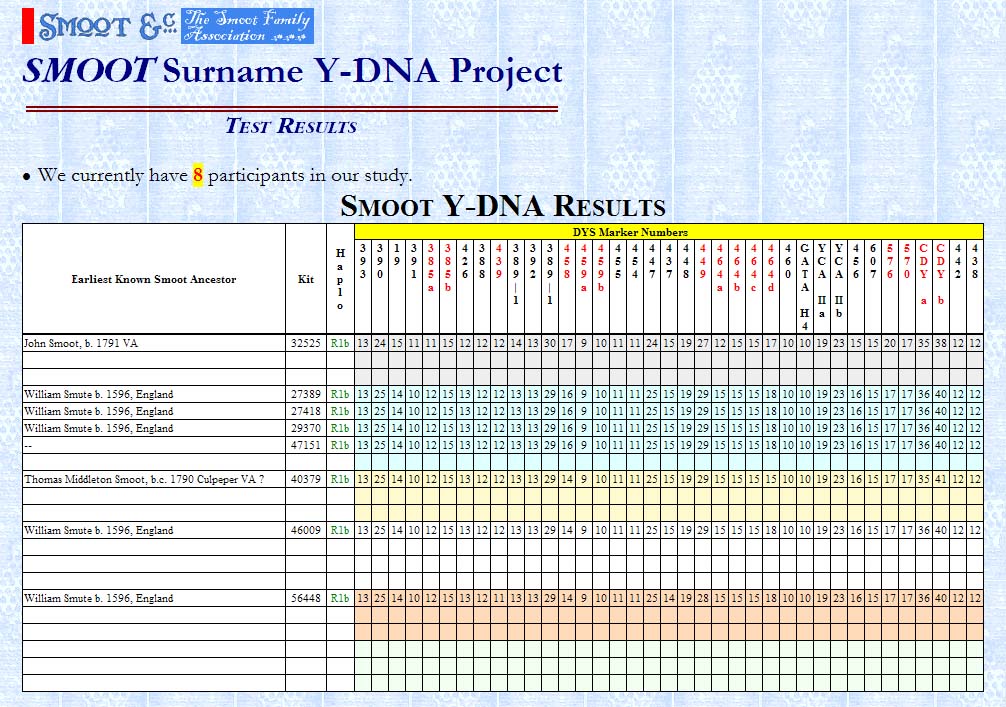 SMOOT &c. The Smoot Family
Association
SMOOT Surname Y-DNA Project
TEST RESULTS
• We currently have 8 participants in our study.
SMOOT Y-DNA RESULTS
DYS Marker Numbers
Earliest Known Smoot Ancestor Kit Haplo 393 390 19 391 385a 385b 426 388 439 389|1 392 389|1 458 459a 459b 455 454 447 437 448 449 464a 464b 464c 464d 460 GATA H4 YCA II a YCA II b 456 607 576 570 CDY a CDY b 442 438
John Smoot, b. 1791 VA 32525 R1b 13 24 15 11 11 15 12 12 12 14 13 30 17 9 10 11 11 24 15 19 27 12 15 15 17 10 10 19 23 15 15 20 17 35 38 12 12
William Smute b. 1596, England 27389 R1b 13 25 14 10 12 15 13 12 12 13 13 29 16 9 10 11 11 25 15 19 29 15 15 15 18 10 10 19 23 16 15 17 17 36 40 12 12
William Smute b. 1596, England 27418 R1b 13 25 14 10 12 15 13 12 12 13 13 29 16 9 10 11 11 25 15 19 29 15 15 15 18 10 10 19 23 16 15 17 17 36 40 12 12
William Smute b. 1596, England 29370 R1b 13 25 14 10 12 15 13 12 12 13 13 29 16 9 10 11 11 25 15 19 29 15 15 15 18 10 10 19 23 16 15 17 17 36 40 12 12
-- 47151 R1b 13 25 14 10 12 15 13 12 12 13 13 29 16 9 10 11 11 25 15 19 29 15 15 15 18 10 10 19 23 16 15 17 17 36 40 12 12
Thomas Middleton Smoot, b.c. 1790 Culpeper VA ? 40379 R1b 13 25 14 10 12 15 13 12 12 13 13 29 14 9 10 11 11 25 15 19 29 15 15 15 18 10 10 19 23 16 15 17 17 35 41 12 12
William Smute b. 1596, England 46009 R1b 13 25 14 10 12 15 13 12 12 13 13 29 15 9 10 11 11 25 15 19 29 15 15 15 18 10 10 19 23 16 15 17 17 36 40 12 12
William Smute b. 1596, England 56448 R1b 13 25 14 10 12 15 13 12 11 13 13 29 14 9 10 11 11 25 14 19 28 15 15 15 18 10 10 19 23 16 15 17 17 36 40 12 12